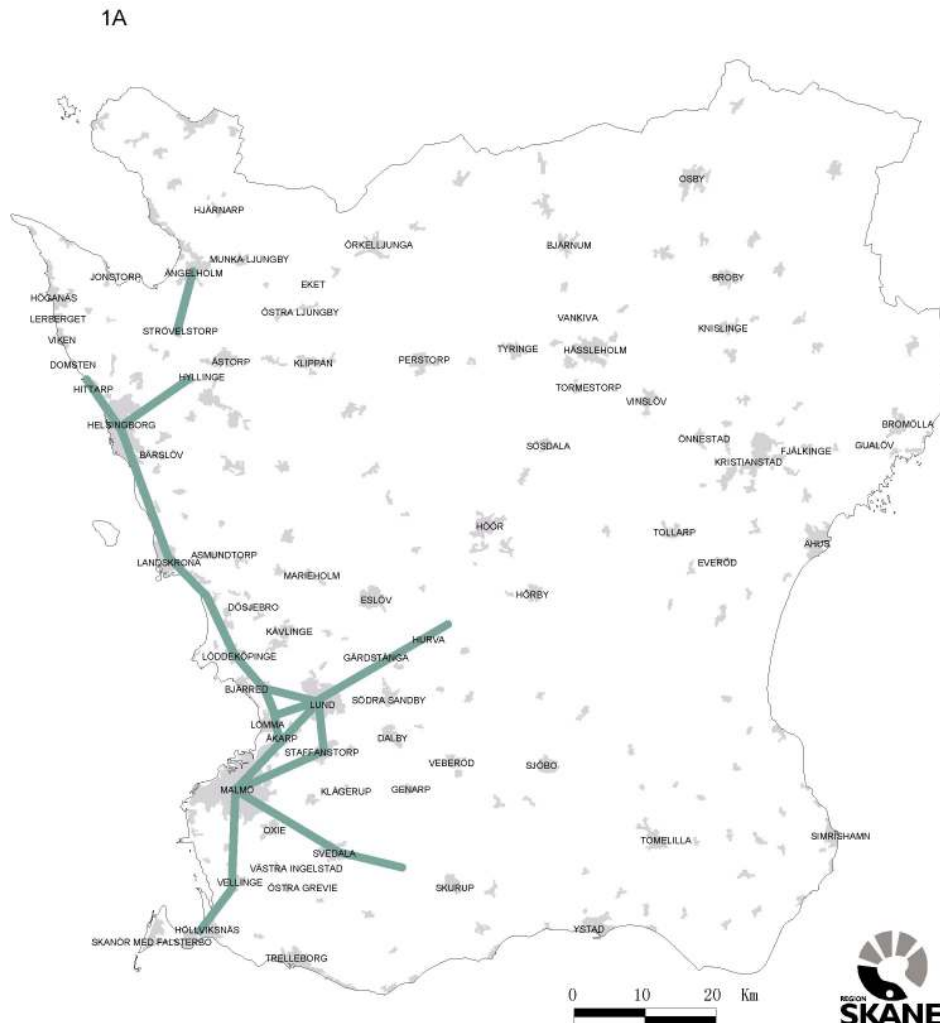 1A
OSBY
HJÄRNARP
ÖRKELLJUNGA
BJÄRNUM
MUNKA LJUNGBY
ÄNGELHOLM
JONSTORP
BROBY
EKET
HÖGANÄS
ÖSTRA LJUNGBY
LERBERGET
VANKIVA
STRÖVELSTORP
KNISLINGE
VIKEN
TYRINGE
HÄSSLEHOLM
ÅSTORP
KLIPPAN
PERSTORP
DOMSTEN
HYLLINGE
HITTARP
TORMESTORP
VINSLÖV
HELSINGBORG
BROMÖLLA
ÖNNESTAD
SÖSDALA
GUALÖV
FJÄLKINGE
BÅRSLÖV
KRISTIANSTAD
HÖÖR
TOLLARP
ÅHUS
ASMUNDTORP
LANDSKRONA
EVERÖD
MARIEHOLM
HÖRBY
ESLÖV
DÖSJEBRO
KÄVLINGE
HURVA
LÖDDEKÖPINGE
GÅRDSTÅNGA
BJÄRRED
SÖDRA SANDBY
LUND
LOMMA
ÅKARP
DALBY
STAFFANSTORP
VEBERÖD
SJÖBO
MALMÖ
KLÅGERUP
GENARP
OXIE
SIMRISHAMN
TOMELILLA
SVEDALA
VÄSTRA INGELSTAD
VELLINGE
ÖSTRA GREVIE
SKURUP
HÖLLVIKSNÄS
YSTAD
SKANÖR MED FALSTERBO
TRELLEBORG
0 10 20 Km
REGION
SKÅNE